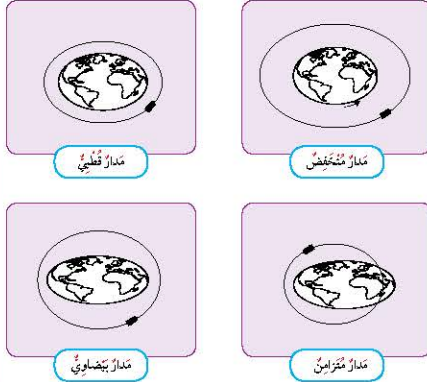 مَدارٌ مُنْخَفِضٌ
مَدارٌ قُطْبِيٌّ
مَدارٌ مُتَزامِنٌ
مَدارٌ بَيْضاوِيٌّ